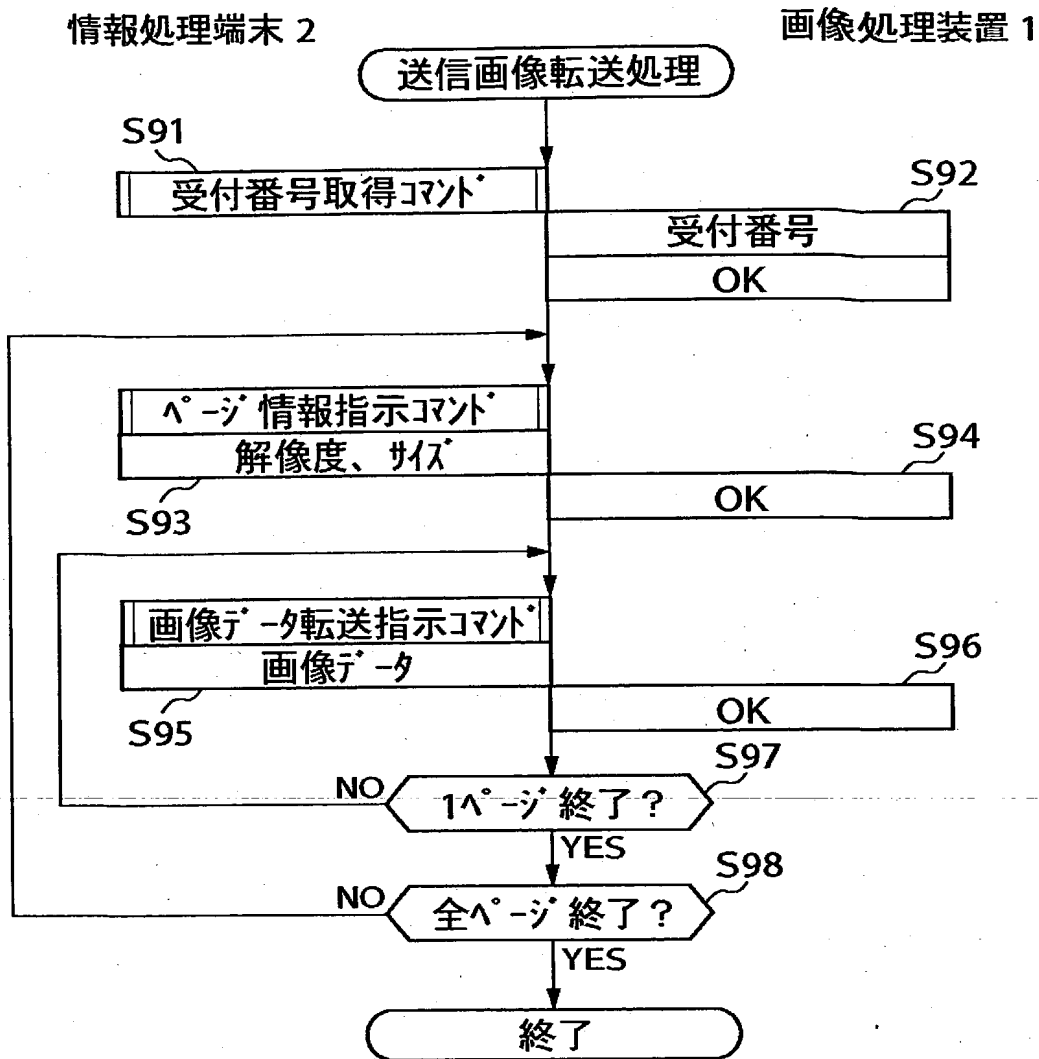 情報処理端末 2
画像処理装置 1
送信画像転送処理
S91
受付番号取得ｺﾏﾝﾄﾞ
S92
受付番号
OK
ﾍﾟｰｼﾞ情報指示ｺﾏﾝﾄﾞ
解像度、ｻｲｽﾞ
S93
S94
OK
画像ﾃﾞｰﾀ転送指示ｺﾏﾝﾄﾞ
画像ﾃﾞｰﾀ
S95
S96
OK
S97
NO
1ﾍﾟｰｼﾞ終了？
YES
S98
NO
全ﾍﾟｰｼﾞ終了？
YES
終了